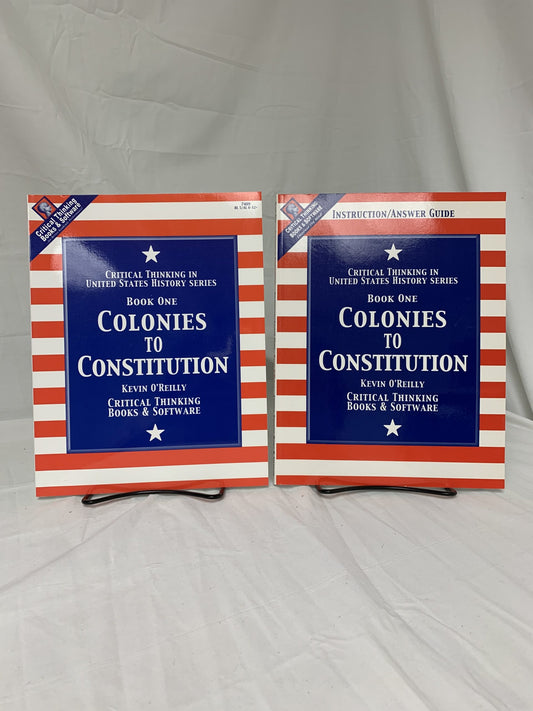 Critical Thinking
Books & Software
CRITICAL THINKING IN
UNITED STATES HISTORY SERIES
BOOK ONE
COLONIES
TO
CONSTITUTION
KEVIN O'REILLY
CRITICAL THINKING
BOOKS & SOFTWARE
CRITICAL THINKING
BOOKS & SOFTWARE
INSTRUCTION/ANSWER GUIDE
CRITICAL THINKING IN
UNITED STATES HISTORY SERIES
BOOK ONE
COLONIES
TO
CONSTITUTION
KEVIN O'REILLY
CRITICAL THINKING
BOOKS & SOFTWARE